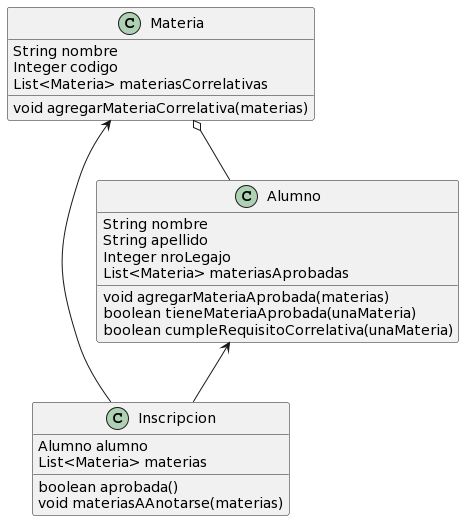 C Materia
String nombre
Integer codigo
List<Materia> materiasCorrelativas
void agregarMateriaCorrelativa(materias)
C Alumno
String nombre
String apellido
Integer nroLegajo
List<Materia> materiasAprobadas
void agregarMateriaAprobada(materias)
boolean tieneMateriaAprobada(unaMateria)
boolean cumpleRequisitoCorrelativa(unaMateria)
C Inscripcion
Alumno alumno
List<Materia> materias
boolean aprobada()
void materiasAAnotarse(materias)